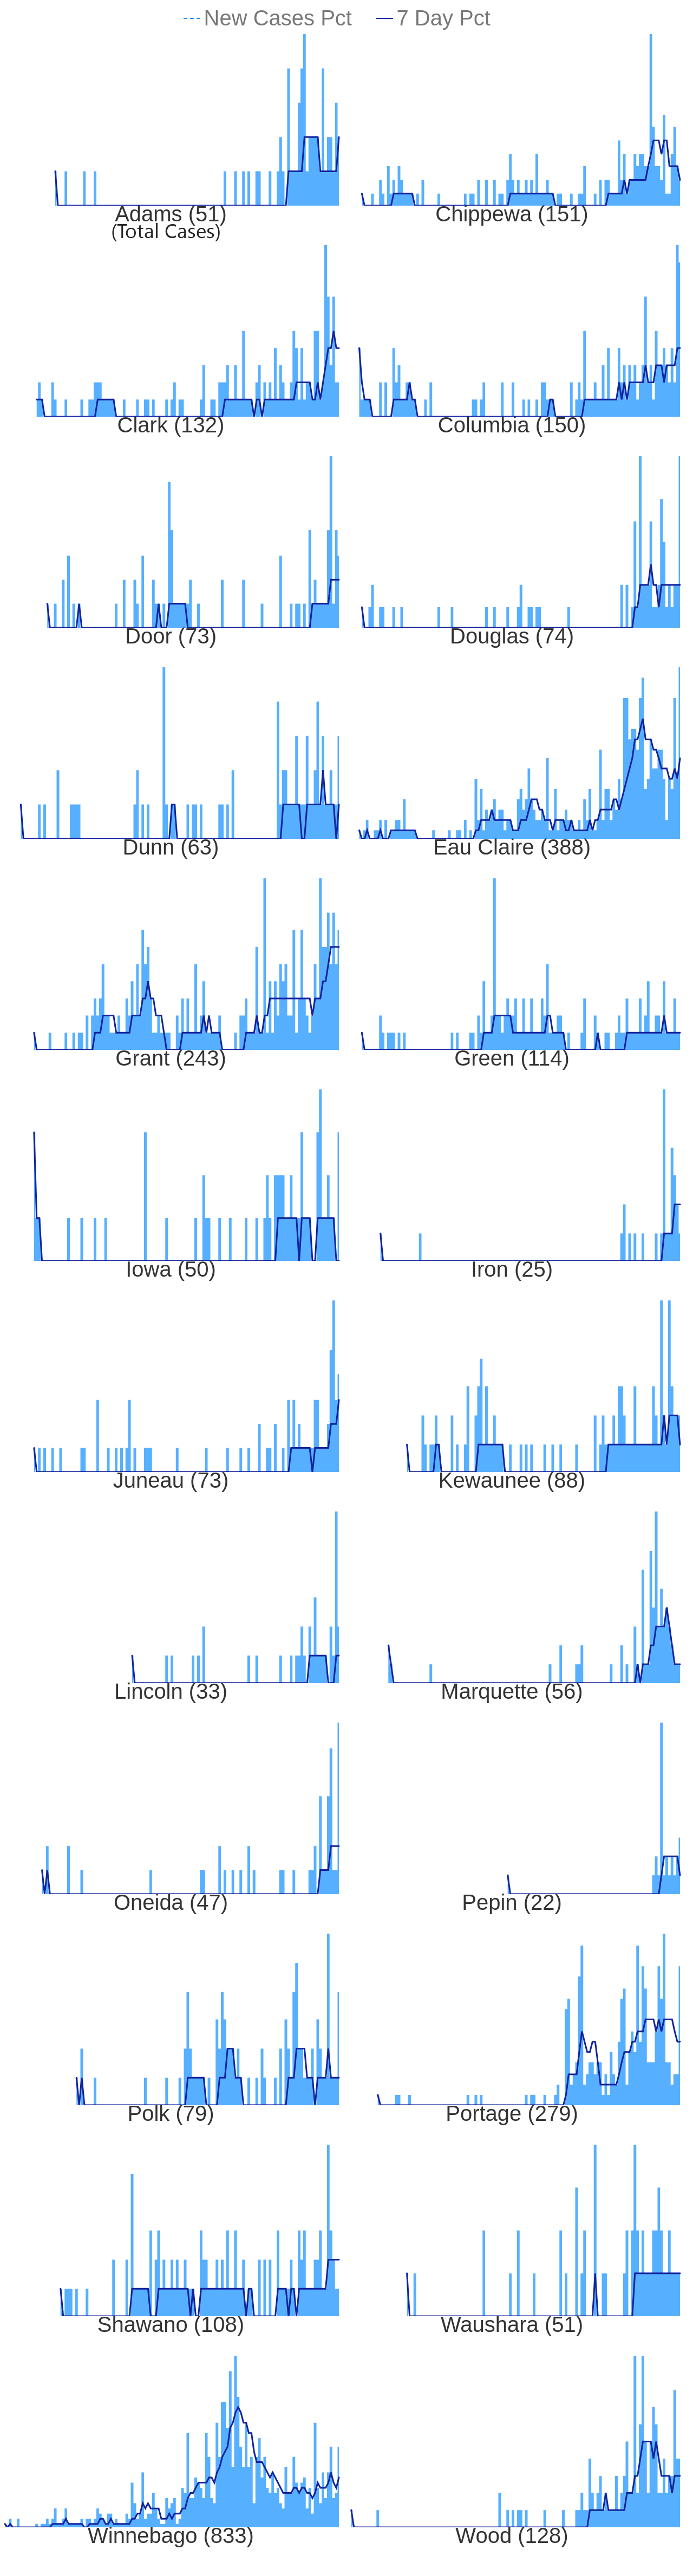 New Cases Pct 7 Day Pct
Adams (51) Chippewa (151)
(Total Cases)
Clark (132) Columbia (150)
Door (73) Douglas (74)
Dunn (63) Eau Claire (388)
Grant (243) Green (114)
Iowa (50) Iron (25)
Juneau (73) Kewaunee (88)
Lincoln (33) Marquette (56)
Oneida (47) Pepin (22)
Polk (79) Portage (279)
Shawano (108) Waushara (51)
Winnebago (833) Wood (128)